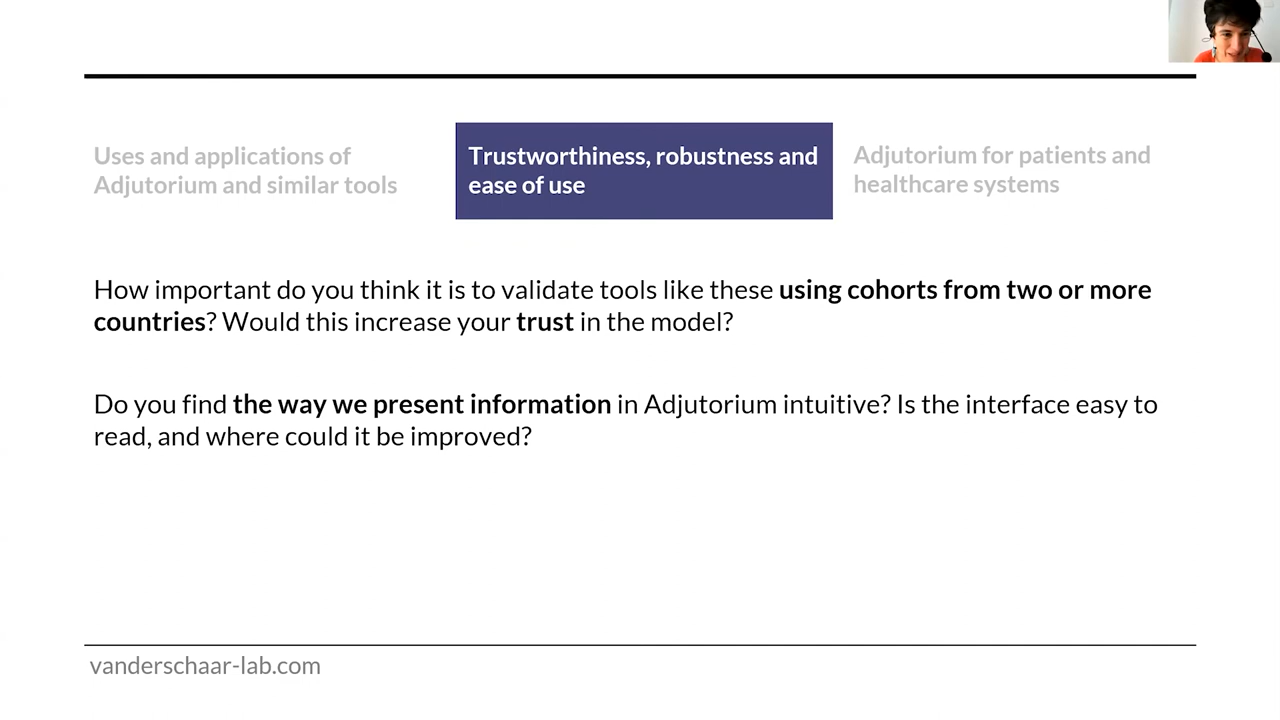 Uses and applications of
Adjutorium and similar tools
Trustworthiness, robustness and
ease of use
Adjutorium for patients and
healthcare systems
How important do you think it is to validate tools like these using cohorts from two or more
countries? Would this increase your trust in the model?
Do you find the way we present information in Adjutorium intuitive? Is the interface easy to
read, and where could it be improved?
vanderschaar-lab.com